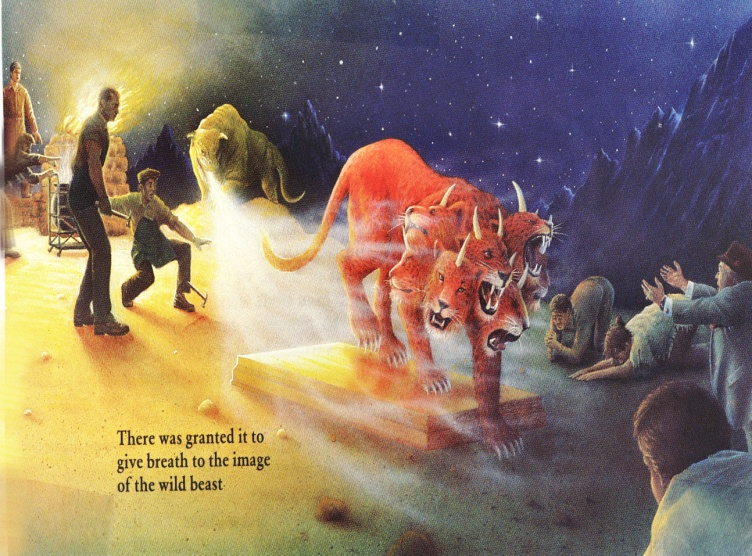 There was granted it to
give breath to the image
of the wild beast